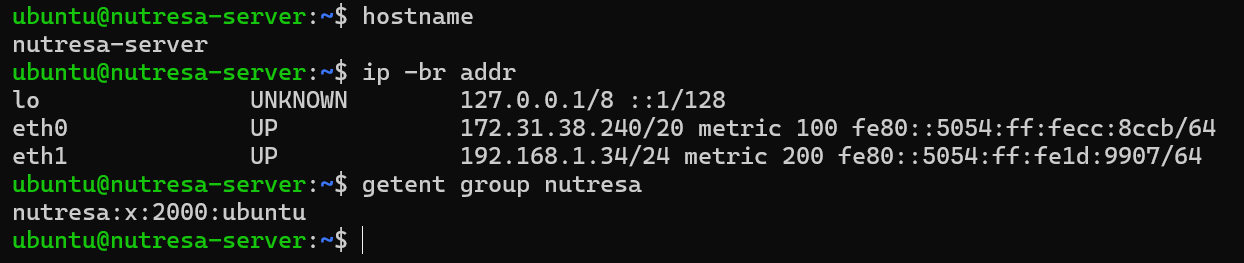 ubuntu@nutresa-server:~$ hostname
nutresa-server
ubuntu@nutresa-server:~$ ip -br addr
lo               UNKNOWN        127.0.0.1/8 ::1/128
eth0             UP             172.31.38.240/20 metric 100 fe80::5054:ff:fecc:8ccb/64
eth1             UP             192.168.1.34/24 metric 200 fe80::5054:ff:fe1d:9907/64
ubuntu@nutresa-server:~$ getent group nutresa
nutresa:x:2000:ubuntu
ubuntu@nutresa-server:~$